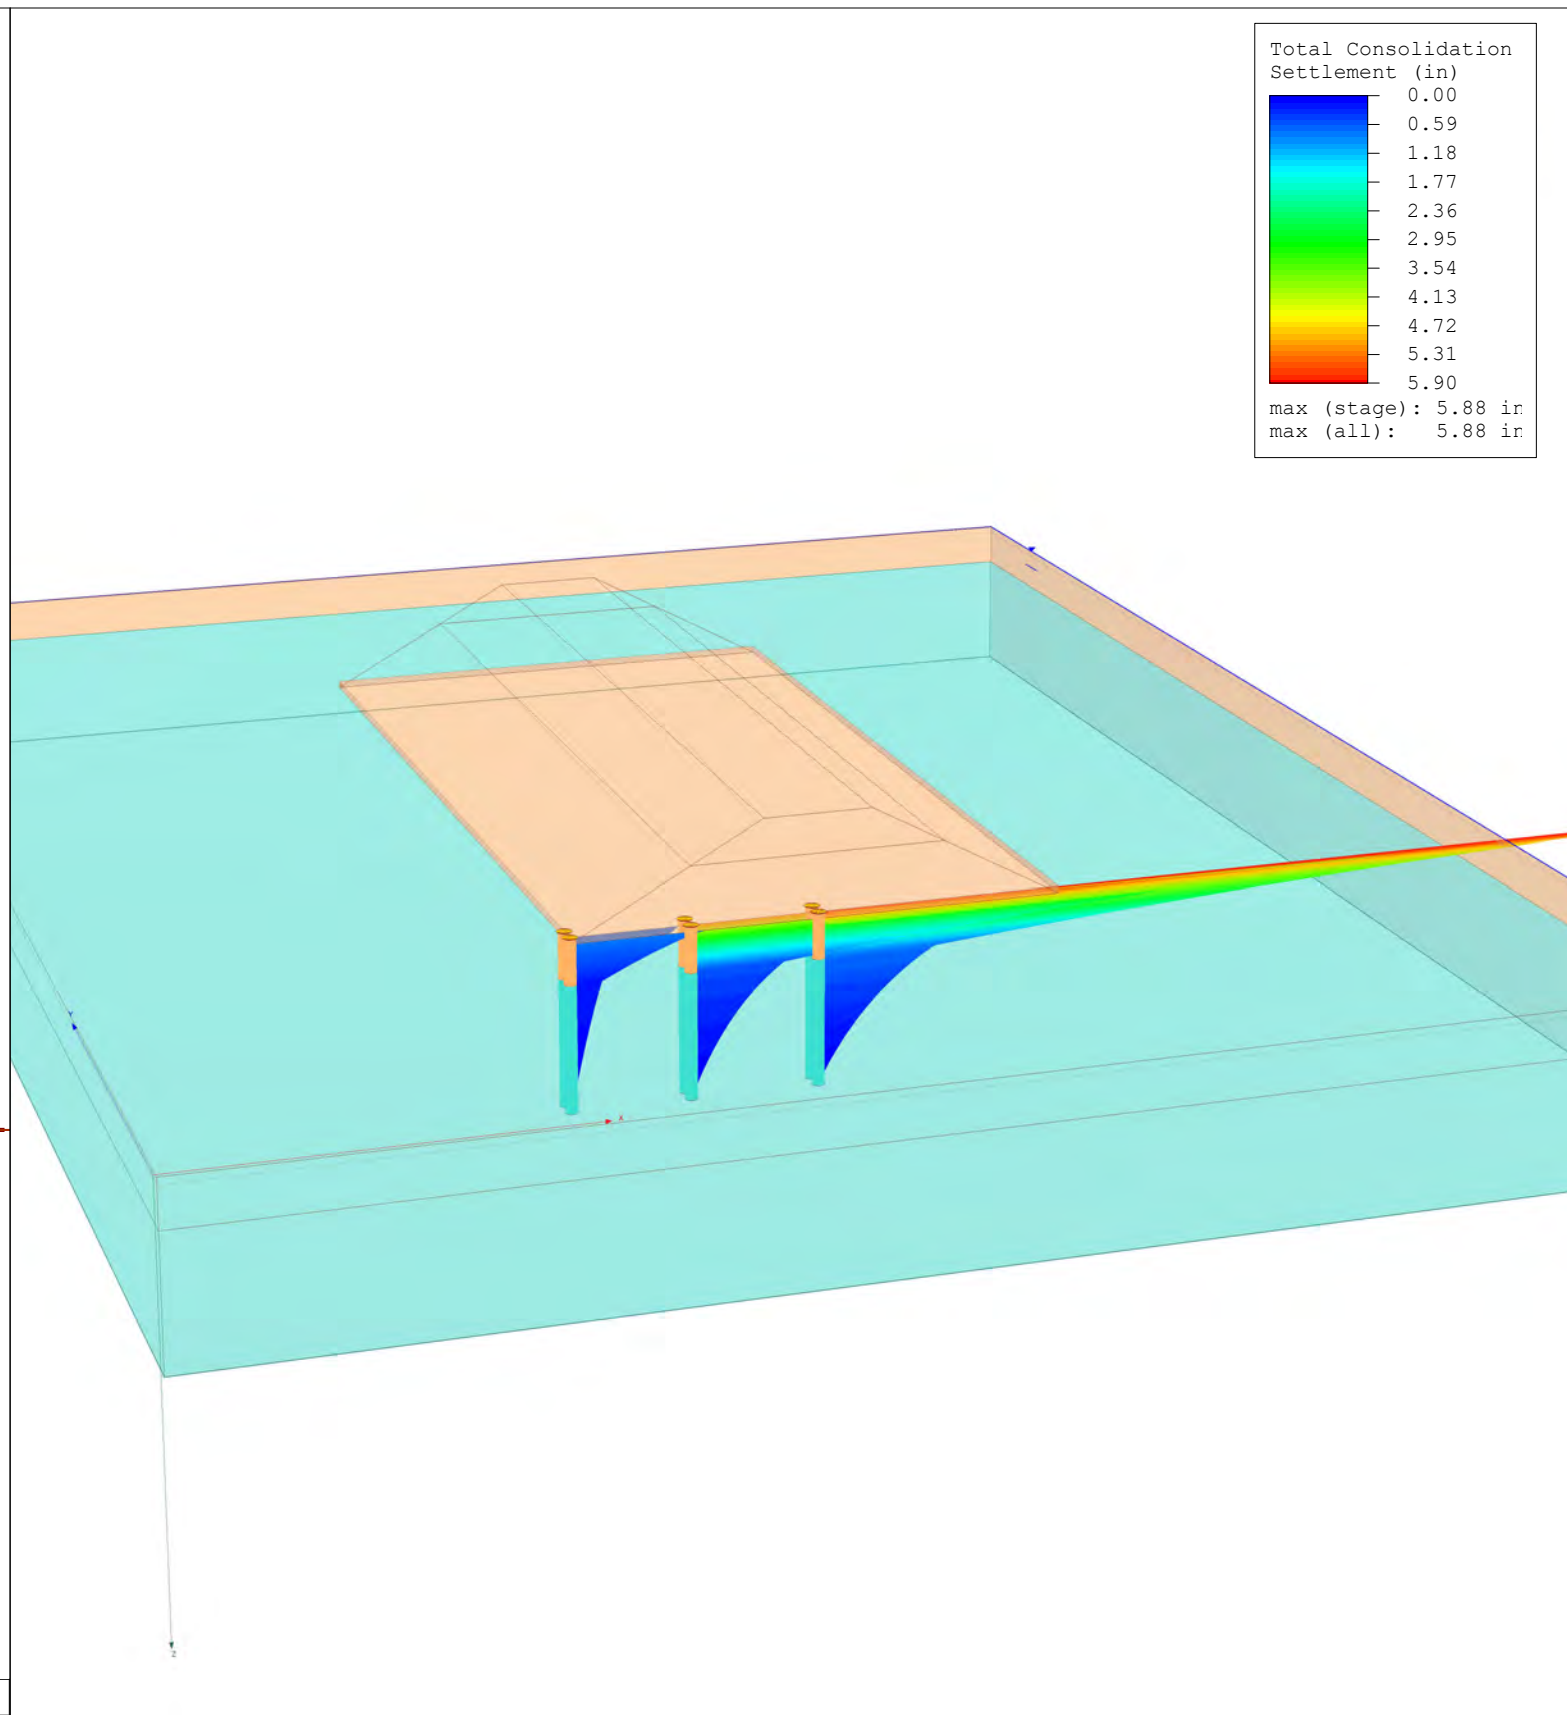 Total Consolidation
Settlement (in)
0.00
0.59
1.18
1.77
2.36
2.95
3.54
4.13
4.72
5.31
5.90
max (stage): 5.88 in
max (all): 5.88 in
Y
X
Z